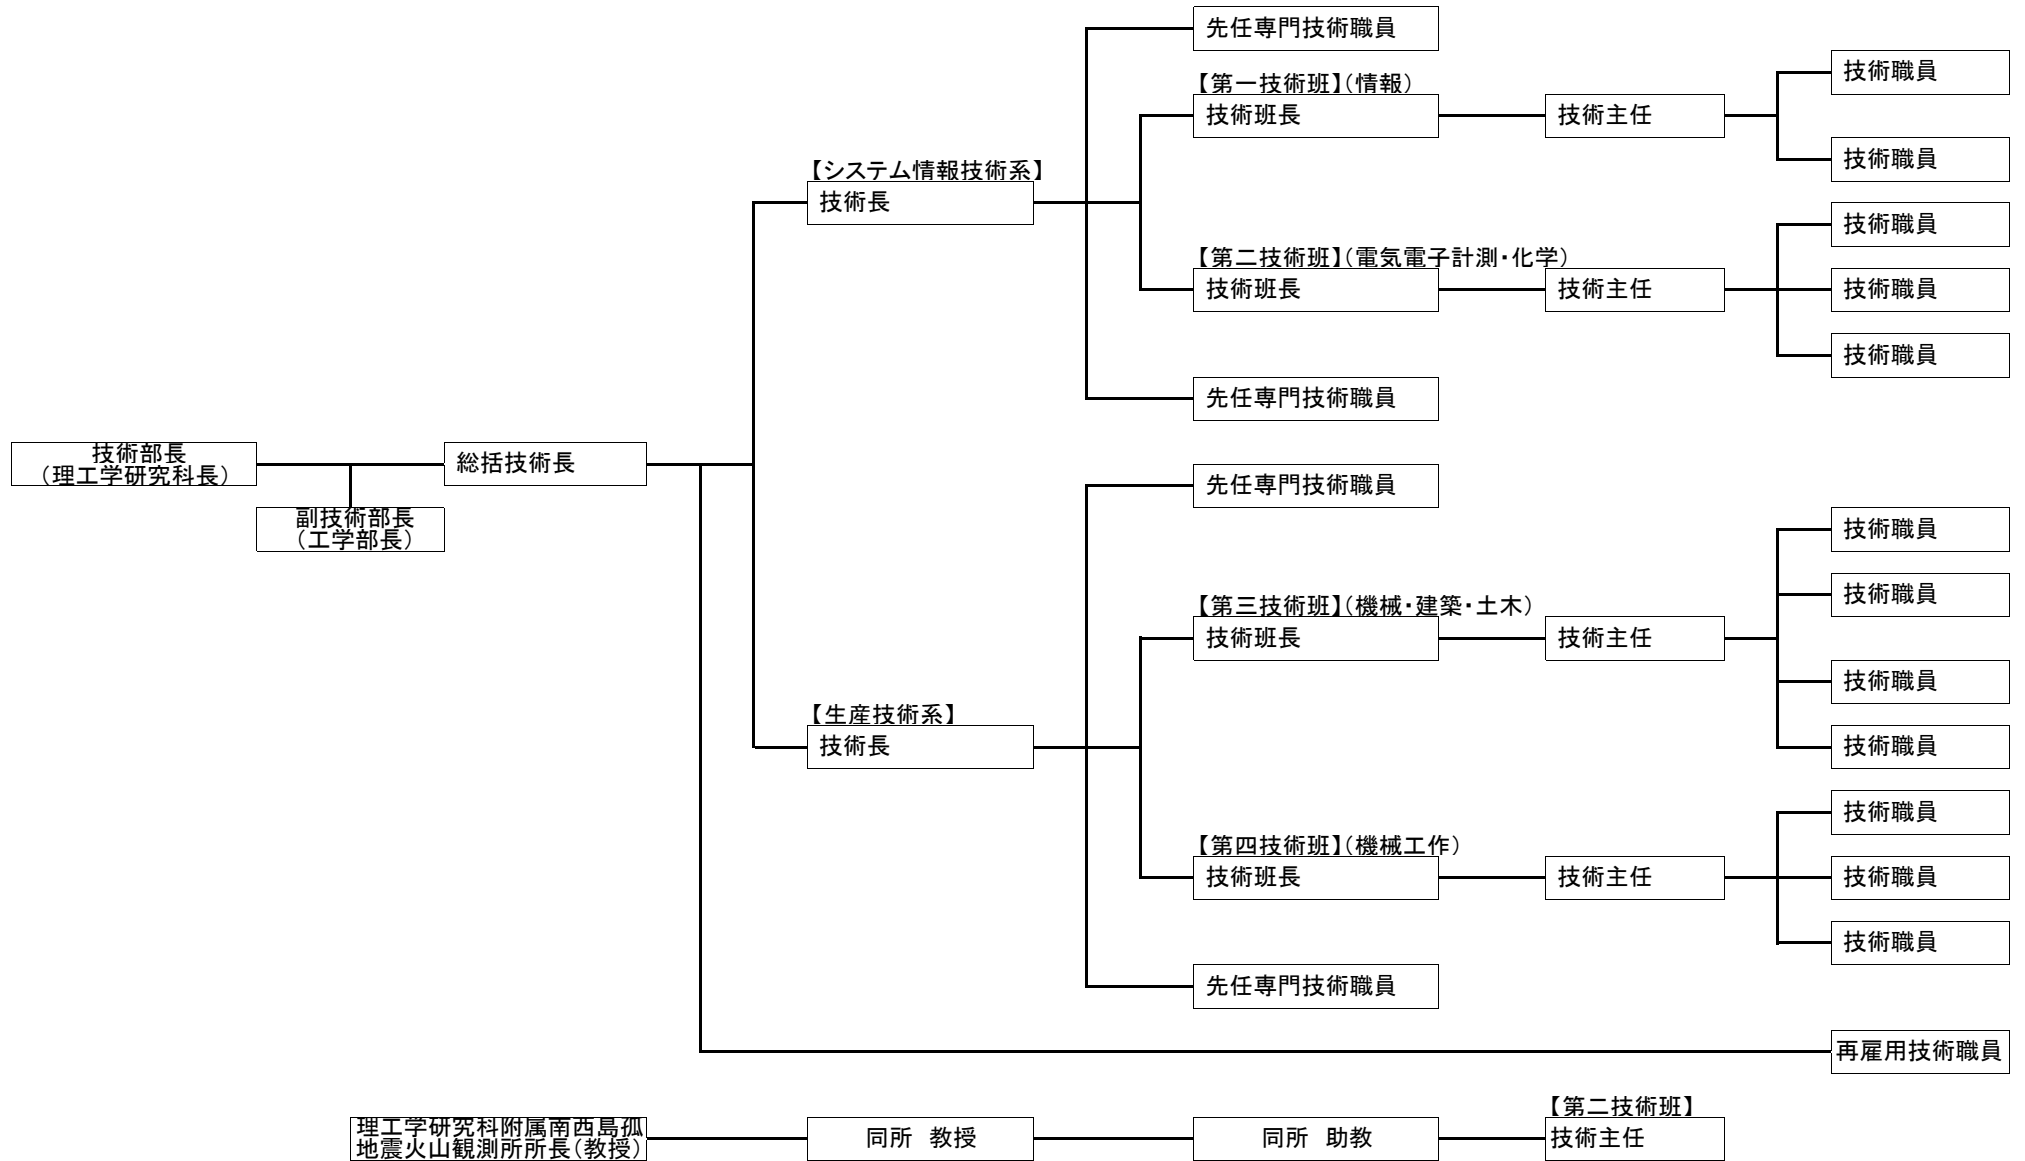 先任専門技術職員
技術職員
【第一技術班】（情報）
技術班長
技術主任
技術職員
【システム情報技術系】
技術長
技術職員
【第二技術班】（電気電子計測・化学）
技術班長
技術主任
技術職員
技術職員
先任専門技術職員
技術部長
（理工学研究科長）
総括技術長
先任専門技術職員
副技術部長
（工学部長）
技術職員
技術職員
【第三技術班】（機械・建築・土木）
技術班長
技術主任
技術職員
【生産技術系】
技術長
技術職員
技術職員
【第四技術班】（機械工作）
技術班長
技術主任
技術職員
技術職員
先任専門技術職員
再雇用技術職員
【第二技術班】
理工学研究科附属南西島孤
地震火山観測所所長（教授）
同所　教授
同所　助教
技術主任